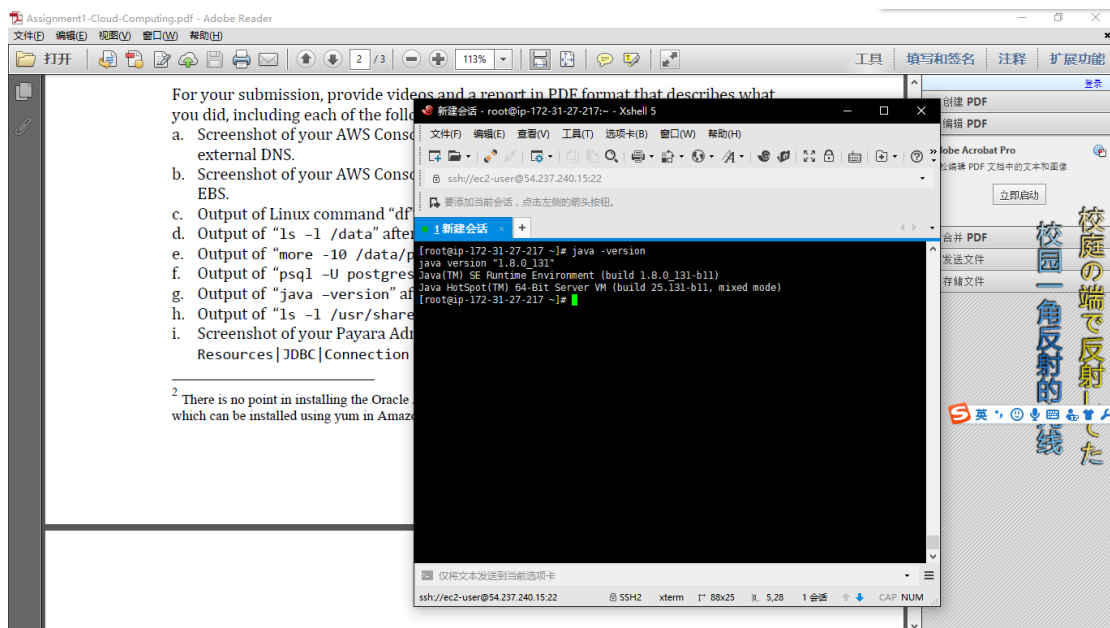 Assignment1-Cloud-Computing.pdf - Adobe Reader
文件(F) 编辑(E) 视图(V) 窗口(W) 帮助(H)
打开 2 / 3 113% 工具 填写和签名 注释 扩展功能
登录
For your submission, provide videos and a report in PDF format that describes what
you did, including each of the follo
a. Screenshot of your AWS Conso
external DNS.
b. Screenshot of your AWS Conso
EBS.
c. Output of Linux command "df"
d. Output of "ls -l /data" after
e. Output of "more -10 /data/p
f. Output of "psql -U postgres
g. Output of "java -version" af
h. Output of "ls -l /usr/share
i. Screenshot of your Payara Adm
Resources|JDBC|Connection
2 There is no point in installing the Oracle
which can be installed using yum in Amazo
新建会话 - root@ip-172-31-27-217:~ - Xshell 5
文件(F) 编辑(E) 查看(V) 工具(T) 选项卡(B) 窗口(W) 帮助(H)
ssh://ec2-user@54.237.240.15:22
要添加当前会话，点击左侧的箭头按钮。
1 新建会话 × +
[root@ip-172-31-27-217 ~]# java -version
java version "1.8.0_131"
Java(TM) SE Runtime Environment (build 1.8.0_131-b11)
Java HotSpot(TM) 64-Bit Server VM (build 25.131-b11, mixed mode)
[root@ip-172-31-27-217 ~]#
仅将文本发送到当前选项卡
ssh://ec2-user@54.237.240.15:22 SSH2 xterm 88x25 5,28 1 会话 CAP NUM
创建 PDF
编辑 PDF
dobe Acrobat Pro
松编辑 PDF 文档中的文本和图像
立即启动
合并 PDF
发送文件
存储文件
校庭の端で反射してた
校园一角反射的
线
英